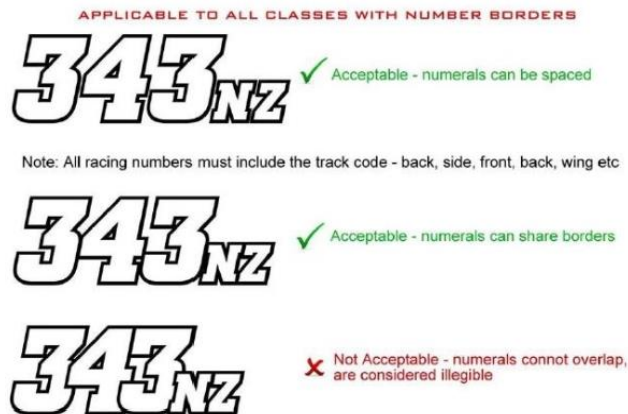 APPLICABLE TO ALL CLASSES WITH NUMBER BORDERS
343NZ
Acceptable - numerals can be spaced
Note: All racing numbers must include the track code - back, side, front, back, wing etc
343NZ
Acceptable - numerals can share borders
343NZ
Not Acceptable - numerals connot overlap,
are considered illegible